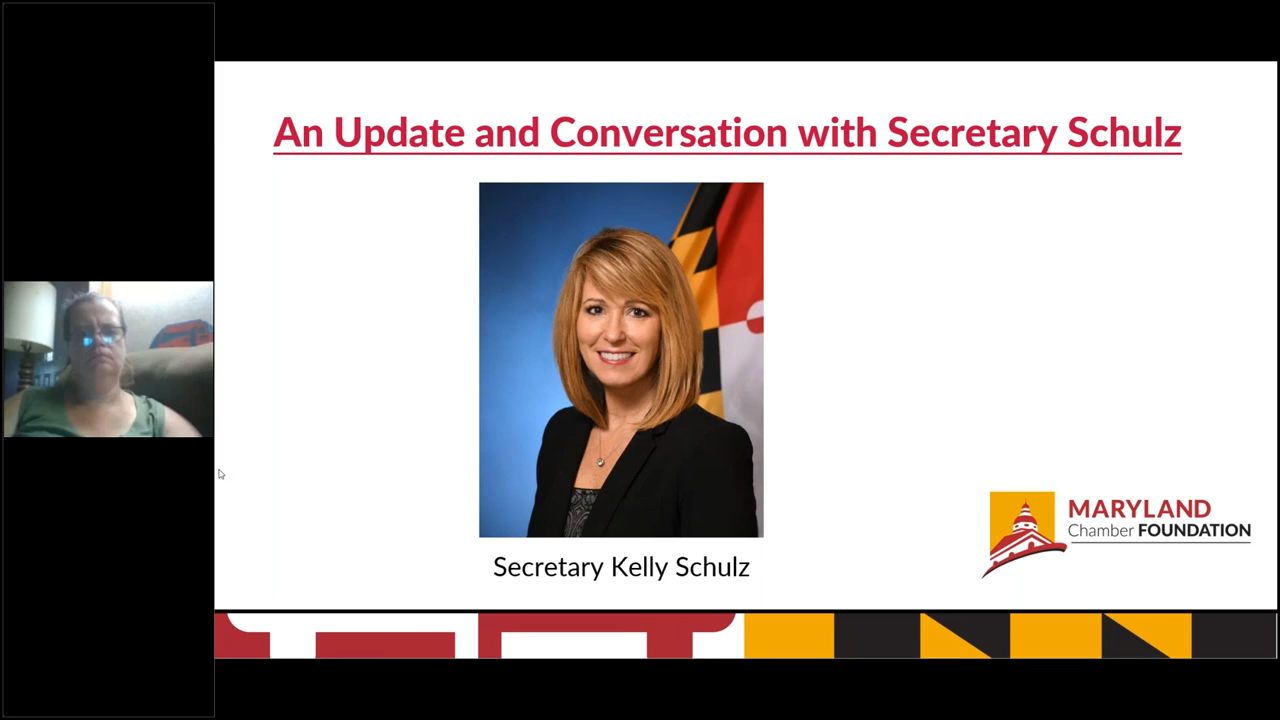 An Update and Conversation with Secretary Schulz
Secretary Kelly Schulz
MARYLAND
Chamber FOUNDATION